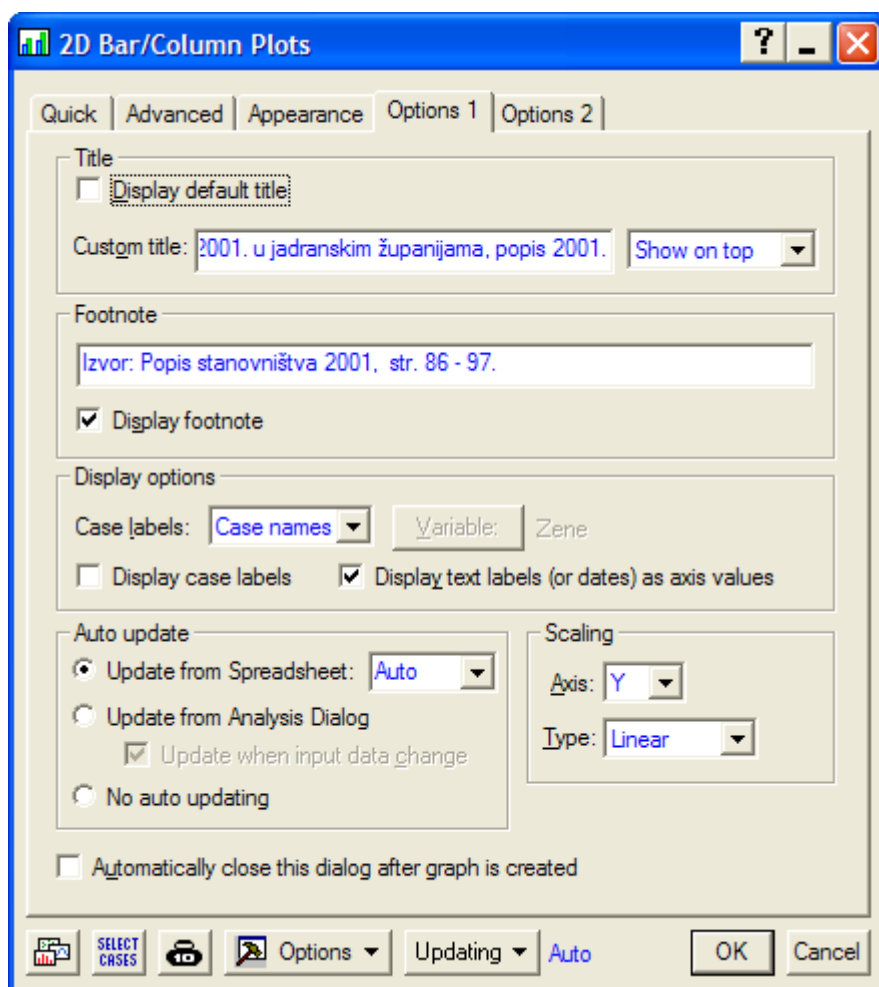 2D Bar/Column Plots
Quick Advanced Appearance Options 1 Options 2
Title
Display default title
Custom title: 2001. u jadranskim županijama, popis 2001. Show on top
Footnote
Izvor: Popis stanovništva 2001, str. 86 - 97.
Display footnote
Display options
Case labels: Case names Variable: Zene
Display case labels Display text labels (or dates) as axis values
Auto update Scaling
Update from Spreadsheet: Auto Axis: Y
Update from Analysis Dialog
Type: Linear
Update when input data change
No auto updating
Automatically close this dialog after graph is created
SELECT CASES Options Updating Auto OK Cancel